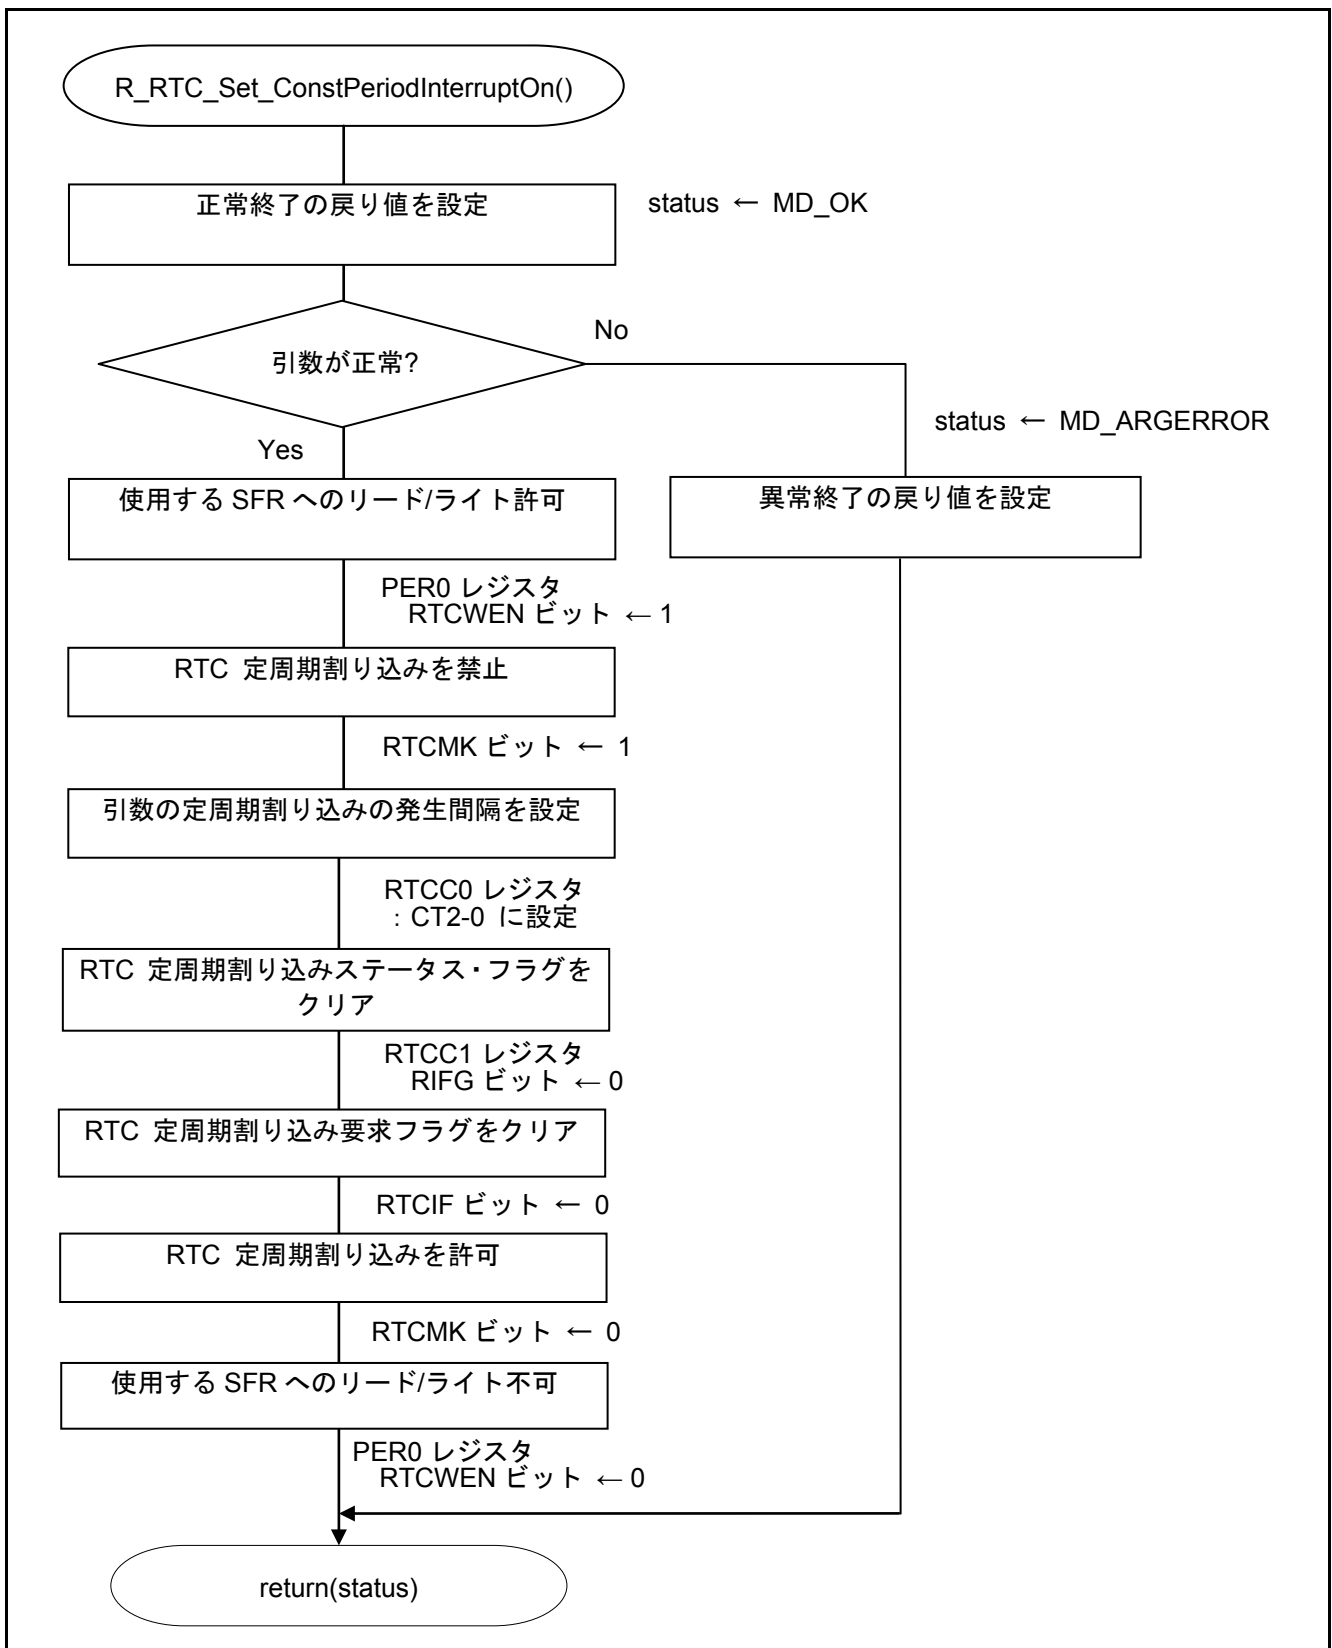 R_RTC_Set_ConstPeriodInterruptOn()
正常終了の戻り値を設定
status ← MD_OK
引数が正常?
No
status ← MD_ARGERROR
Yes
使用する SFR へのリード/ライト許可
異常終了の戻り値を設定
PER0 レジスタ
RTCWEN ビット ← 1
RTC 定周期割り込みを禁止
RTCMK ビット ← 1
引数の定周期割り込みの発生間隔を設定
RTCC0 レジスタ
: CT2-0 に設定
RTC 定周期割り込みステータス・フラグを
クリア
RTCC1 レジスタ
RIFG ビット ← 0
RTC 定周期割り込み要求フラグをクリア
RTCIF ビット ← 0
RTC 定周期割り込みを許可
RTCMK ビット ← 0
使用する SFR へのリード/ライト不可
PER0 レジスタ
RTCWEN ビット ← 0
return(status)